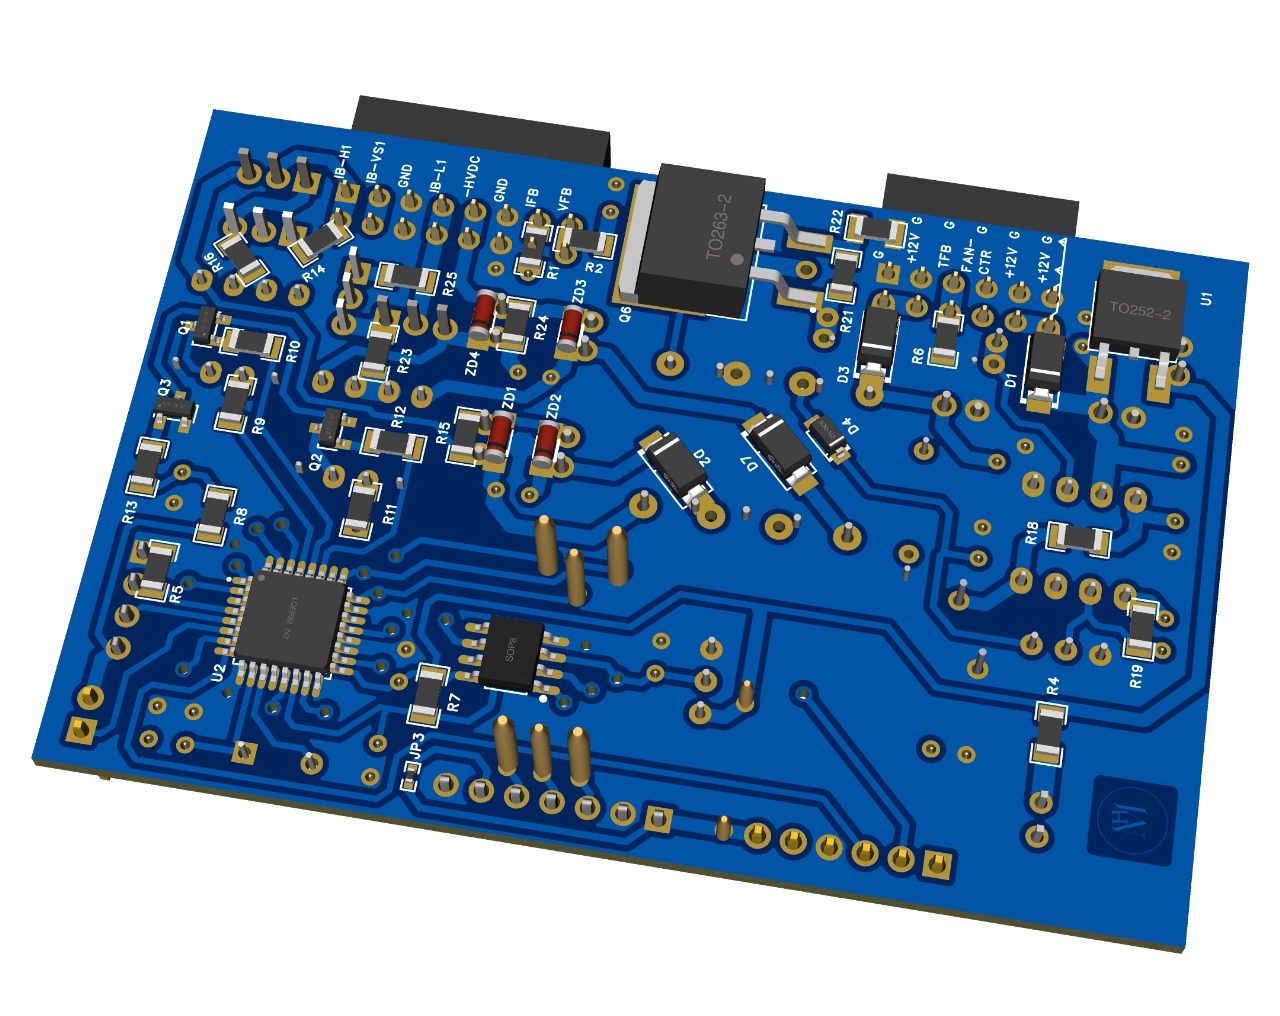 IB-H1
IB-VS1
GND
IB-L1
-HVDC
GND
IFB
VFB
TO263-2
R22
G
+12V G
TFB G
FAN-
CTR G
+12V G
+12V G
U1
TO252-2
R16
R14
R25
R1
R2
ZD3
Q6
R21
R6
D3
D1
Q1
R10
R23
ZD4
R24
Q3
R9
R12
Q2
R15
ZD1
ZD2
D2
D7
D4
R13
R8
R11
R18
R5
LQFP32 7x7
U2
SOP8
R7
R19
R4
JP3